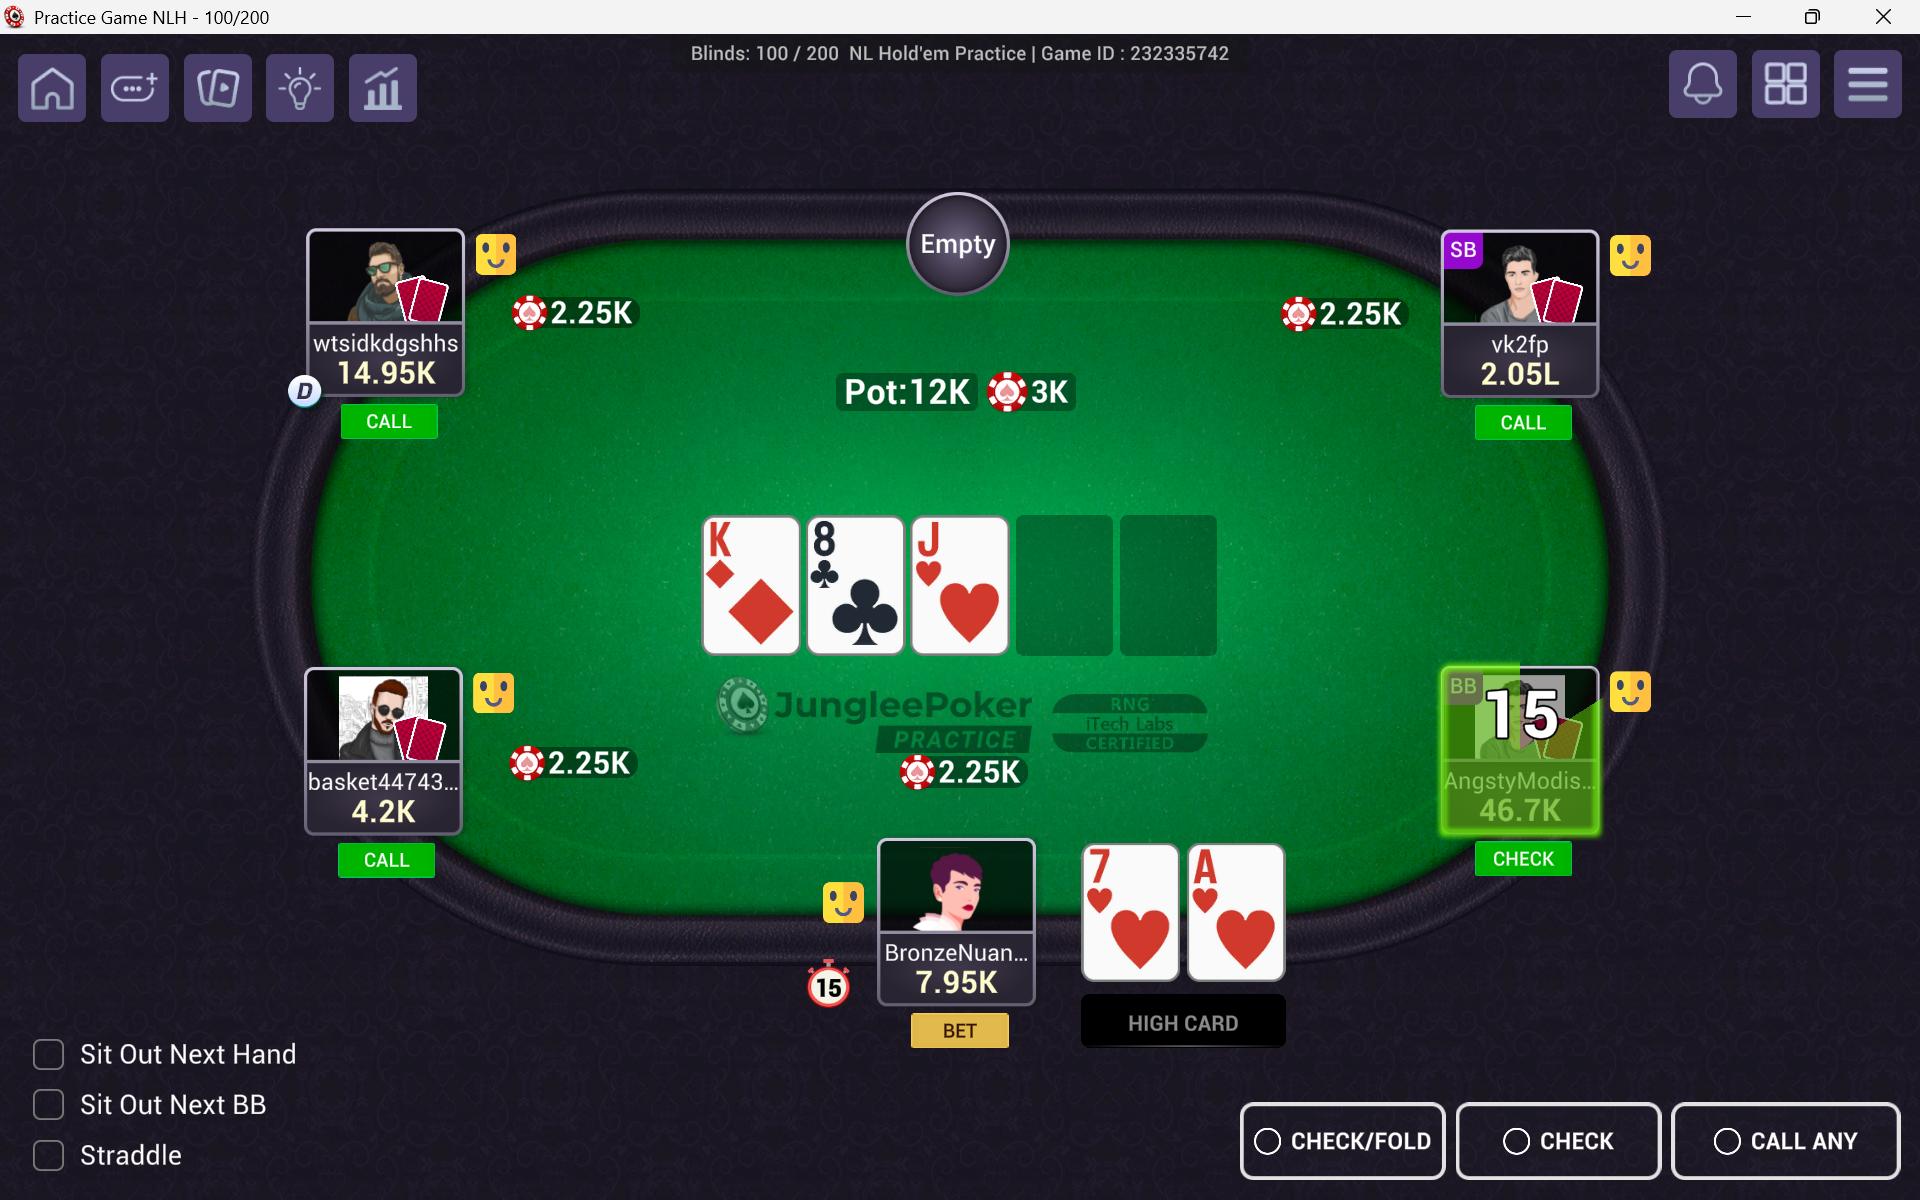 Practice Game NLH - 100/200
Blinds: 100 / 200 NL Hold'em Practice | Game ID : 232335742
Empty
SB
wtsidkdgshhs
14.95K
D
CALL
2.25K
2.25K
vk2fp
2.05L
CALL
Pot:12K 3K
K
8
J
JungleePoker
PRACTICE
RNG
iTech Labs
CERTIFIED
basket44743...
4.2K
CALL
2.25K
2.25K
BB
15
AngstyModis...
46.7K
CHECK
BronzeNuan...
7.95K
15
BET
7
A
HIGH CARD
Sit Out Next Hand
Sit Out Next BB
Straddle
CHECK/FOLD
CHECK
CALL ANY